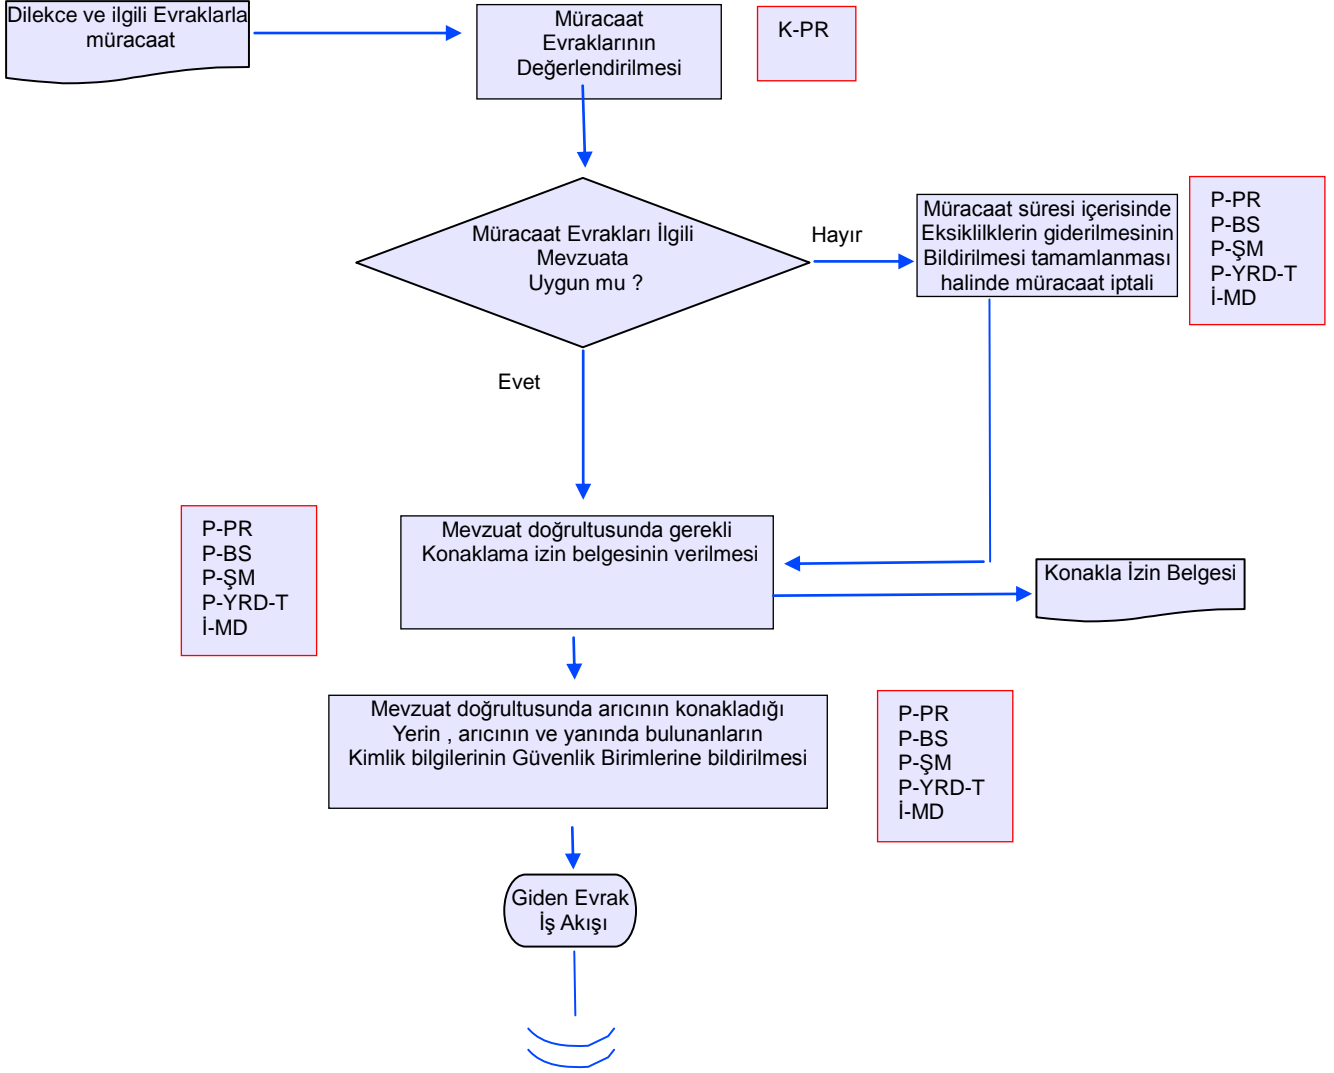 Dilekce ve ilgili Evraklarla
müracaat
Müracaat
Evraklarının
Değerlendirilmesi
K-PR
Müracaat Evrakları İlgili
Mevzuata
Uygun mu ?
Hayır
Müracaat süresi içerisinde
Eksiklilklerin giderilmesinin
Bildirilmesi tamamlanması
halinde müracaat iptali
P-PR
P-BS
P-ŞM
P-YRD-T
İ-MD
Evet
P-PR
P-BS
P-ŞM
P-YRD-T
İ-MD
Mevzuat doğrultusunda gerekli
Konaklama izin belgesinin verilmesi
Konakla İzin Belgesi
Mevzuat doğrultusunda arıcının konakladığı
Yerin , arıcının ve yanında bulunanların
Kimlik bilgilerinin Güvenlik Birimlerine bildirilmesi
P-PR
P-BS
P-ŞM
P-YRD-T
İ-MD
Giden Evrak
İş Akışı